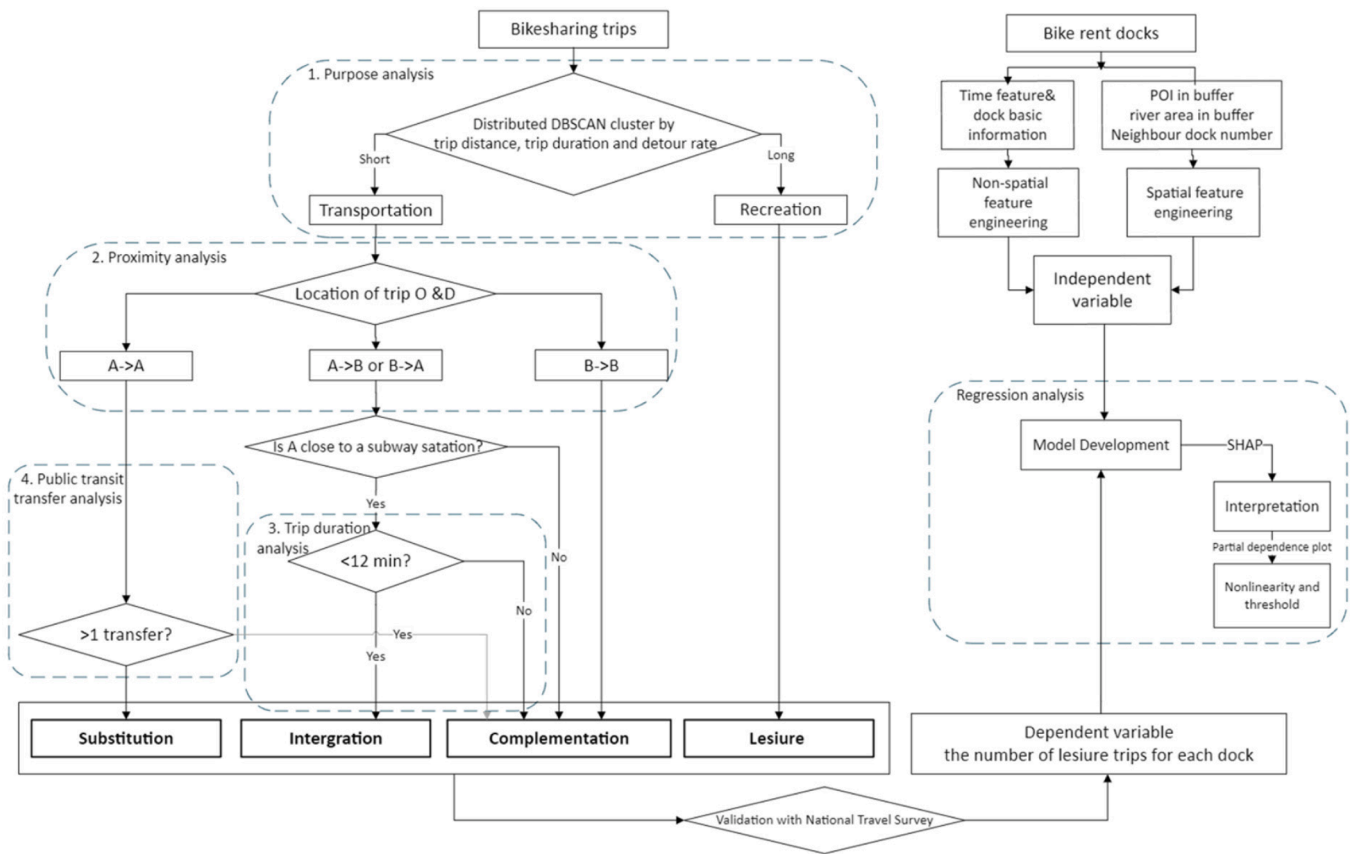 Bikesharing trips
1. Purpose analysis
Distributed DBSCAN cluster by
trip distance, trip duration and detour rate
Short
Long
Transportation
Recreation
2. Proximity analysis
Location of trip O &D
A->A
A->B or B->A
B->B
Is A close to a subway satation?
Yes
No
4. Public transit
transfer analysis
3. Trip duration
analysis
<12 min?
No
>1 transfer?
Yes
Yes
Substitution
Intergration
Complementation
Lesiure
Validation with National Travel Survey
Bike rent docks
Time feature&
dock basic
information
POI in buffer
river area in buffer
Neighbour dock number
Non-spatial
feature
engineering
Spatial feature
engineering
Independent
variable
Regression analysis
Model Development
SHAP
Interpretation
Partial dependence plot
Nonlinearity and
threshold
Dependent variable
the number of lesiure trips for each dock